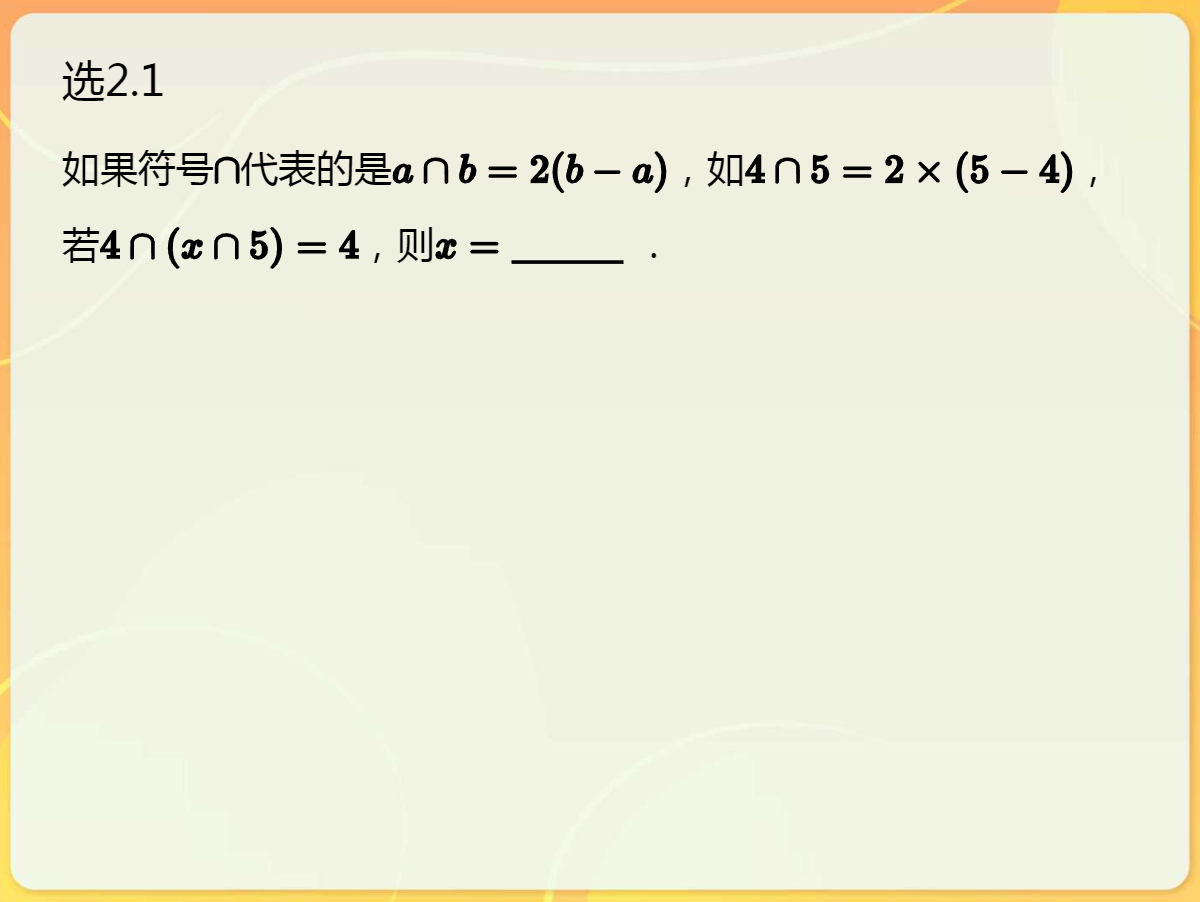 选2.1
如果符号∩代表的是a ∩ b = 2(b − a)，如4 ∩ 5 = 2 × (5 − 4)，
若4 ∩ (x ∩ 5) = 4，则x = ______ .